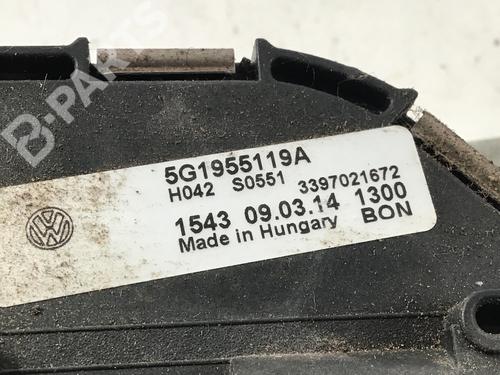 B-PARTS
5G1955119A
H042 S0551 3397021672
1543 09.03.14 1300
Made in Hungary BON